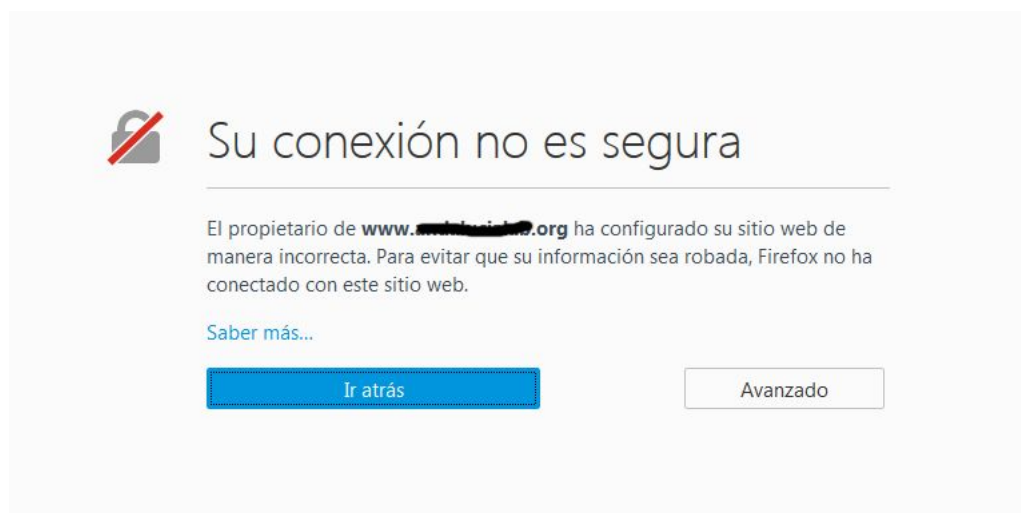 Su conexión no es segura
El propietario de www. .org ha configurado su sitio web de
manera incorrecta. Para evitar que su información sea robada, Firefox no ha
conectado con este sitio web.
Saber más...
Ir atrás
Avanzado